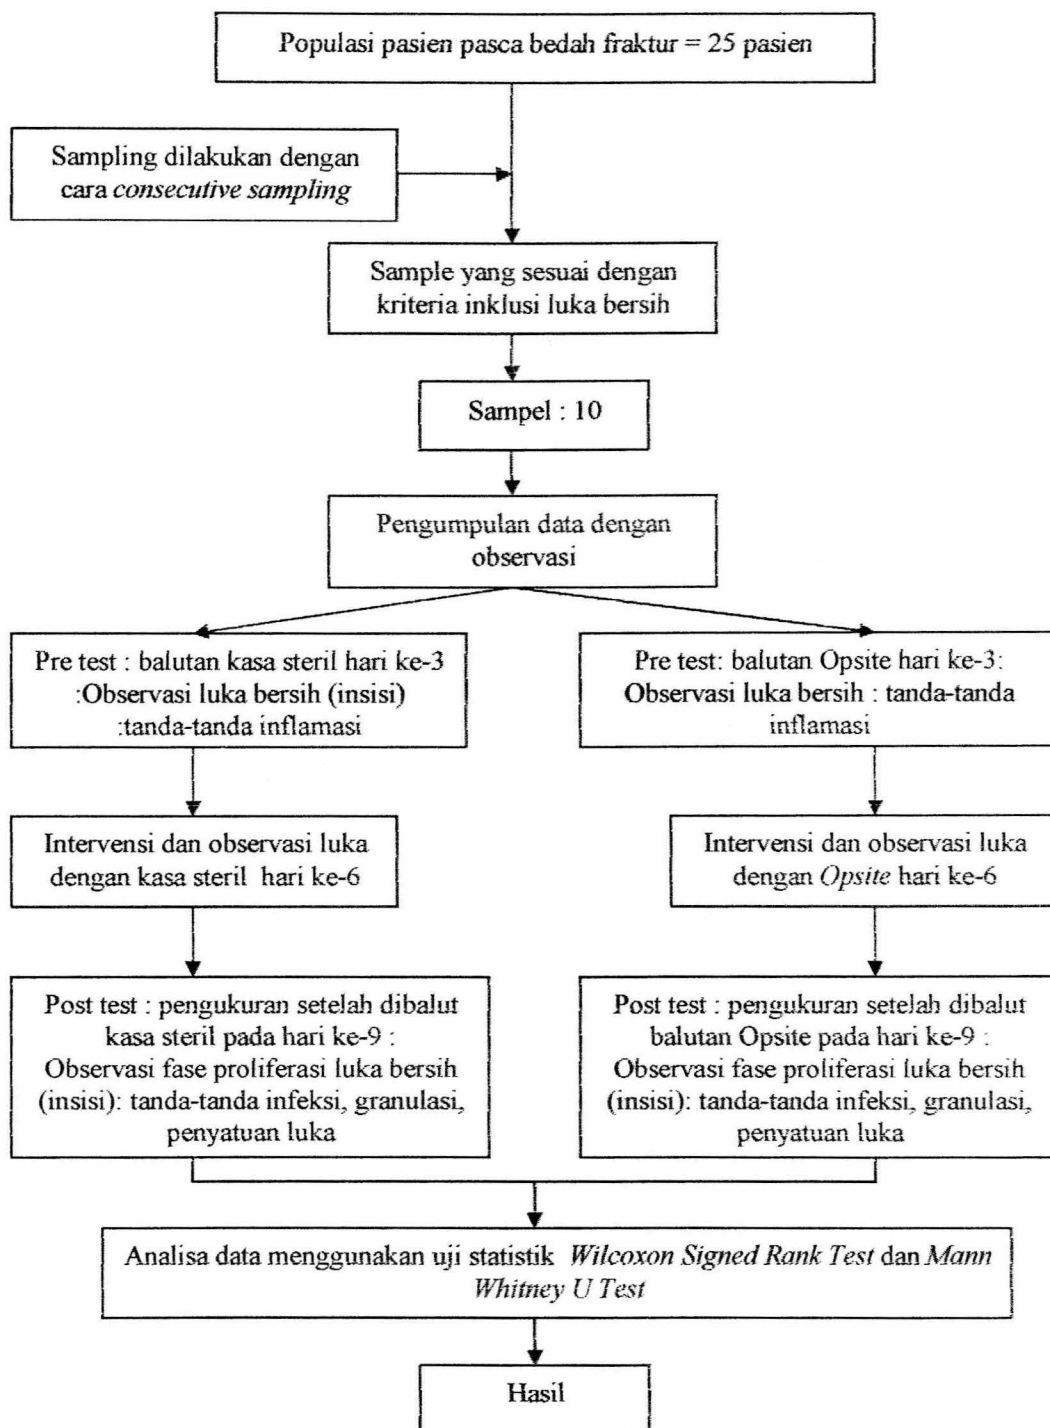 Populasi pasien pasca bedah fraktur = 25 pasien
Sampling dilakukan dengan
cara consecutive sampling
Sample yang sesuai dengan
kriteria inklusi luka bersih
Sampel : 10
Pengumpulan data dengan
observasi
Pre test : balutan kasa steril hari ke-3
:Observasi luka bersih (insisi)
:tanda-tanda inflamasi
Pre test: balutan Opsite hari ke-3:
Observasi luka bersih : tanda-tanda
inflamasi
Intervensi dan observasi luka
dengan kasa steril hari ke-6
Intervensi dan observasi luka
dengan Opsite hari ke-6
Post test : pengukuran setelah dibalut
kasa steril pada hari ke-9 :
Observasi fase proliferasi luka bersih
(insisi): tanda-tanda infeksi, granulasi,
penyatuan luka
Post test : pengukuran setelah dibalut
balutan Opsite pada hari ke-9 :
Observasi fase proliferasi luka bersih
(insisi): tanda-tanda infeksi, granulasi,
penyatuan luka
Analisa data menggunakan uji statistik Wilcoxon Signed Rank Test dan Mann
Whitney U Test
Hasil